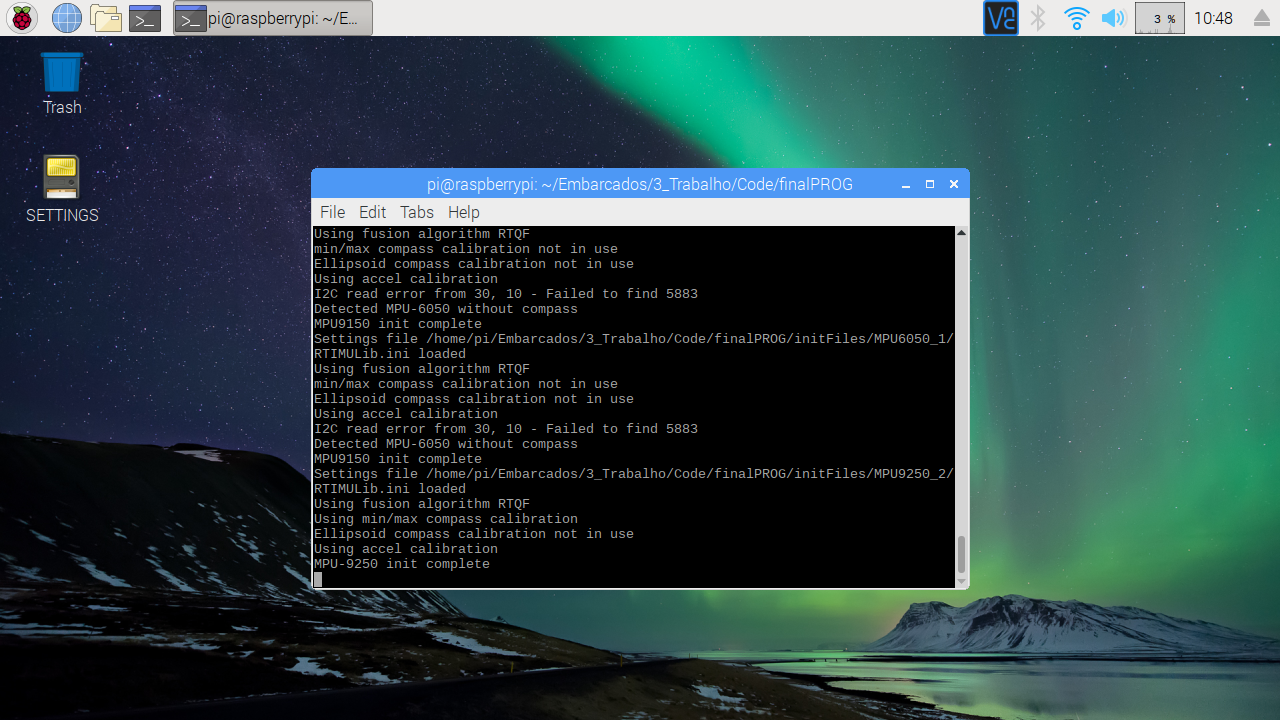 pi@raspberrypi: ~/E...
3 %
10:48
Trash
SETTINGS
pi@raspberrypi: ~/Embarcados/3_Trabalho/Code/finalPROG
File Edit Tabs Help
Using fusion algorithm RTQF
min/max compass calibration not in use
Ellipsoid compass calibration not in use
Using accel calibration
I2C read error from 30, 10 - Failed to find 5883
Detected MPU-6050 without compass
MPU9150 init complete
Settings file /home/pi/Embarcados/3_Trabalho/Code/finalPROG/initFiles/MPU6050_1/
RTIMULib.ini loaded
Using fusion algorithm RTQF
min/max compass calibration not in use
Ellipsoid compass calibration not in use
Using accel calibration
I2C read error from 30, 10 - Failed to find 5883
Detected MPU-6050 without compass
MPU9150 init complete
Settings file /home/pi/Embarcados/3_Trabalho/Code/finalPROG/initFiles/MPU9250_2/
RTIMULib.ini loaded
Using fusion algorithm RTQF
Using min/max compass calibration
Ellipsoid compass calibration not in use
Using accel calibration
MPU-9250 init complete